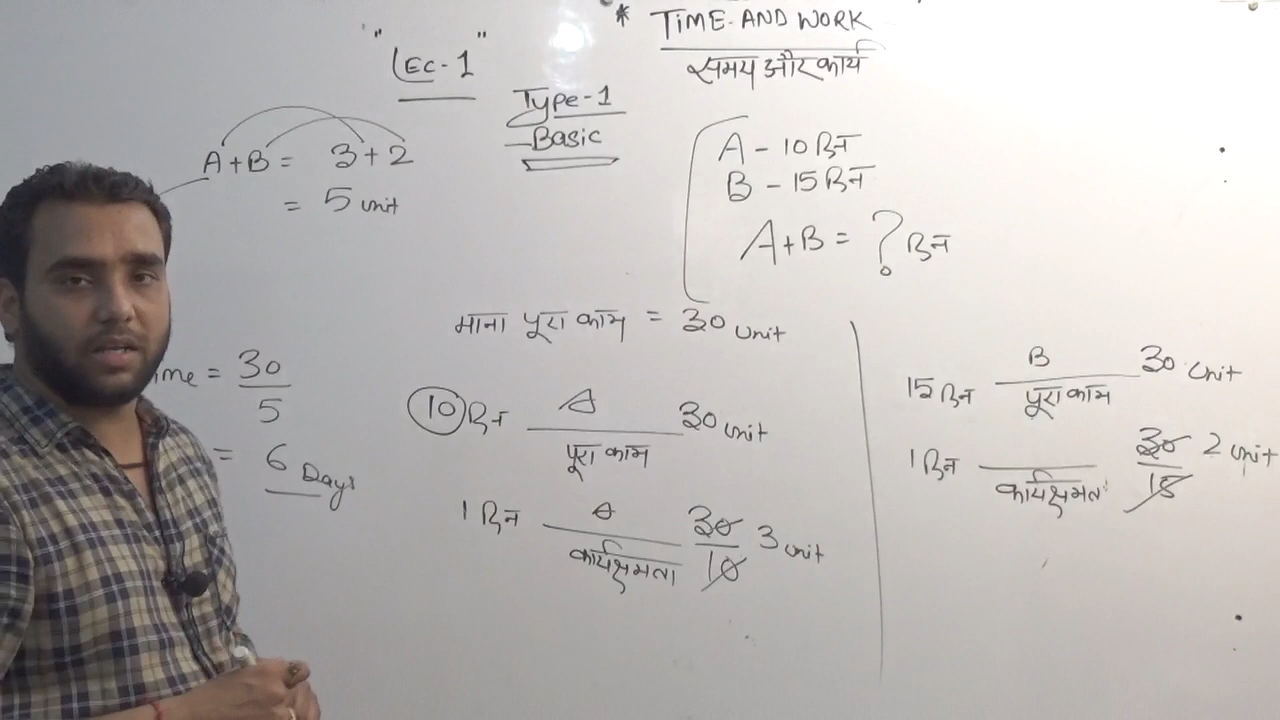 * TIME AND WORK
समय और कार्य
"LEC-1"
Type-1
Basic
A - 10 दिन
B - 15 दिन
A+B = ? दिन
A+B = 3+2
= 5 unit
माना पूरा काम = 30 unit
10 दिन A 30 unit
पूरा काम
1 दिन A 30 3 unit
कार्यक्षमता 10
15 दिन B 30 unit
पूरा काम
1 दिन 30 2 unit
कार्यक्षमता 15
ime = 30
5
= 6 Days